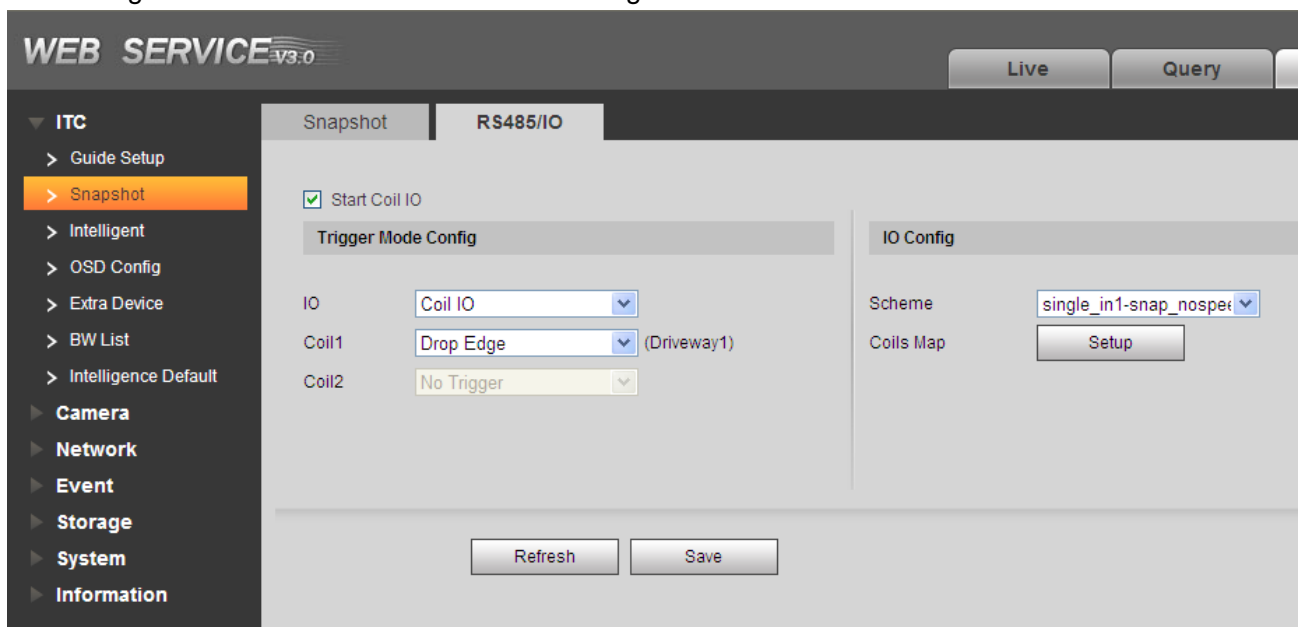 WEB SERVICE V3.0
Live
Query
ITC
Guide Setup
Snapshot
Intelligent
OSD Config
Extra Device
BW List
Intelligence Default
Camera
Network
Event
Storage
System
Information
Snapshot
RS485/IO
Start Coil IO
Trigger Mode Config
IO Coil IO
Coil1 Drop Edge (Driveway1)
Coil2 No Trigger
IO Config
Scheme single_in1-snap_nospee
Coils Map Setup
Refresh
Save